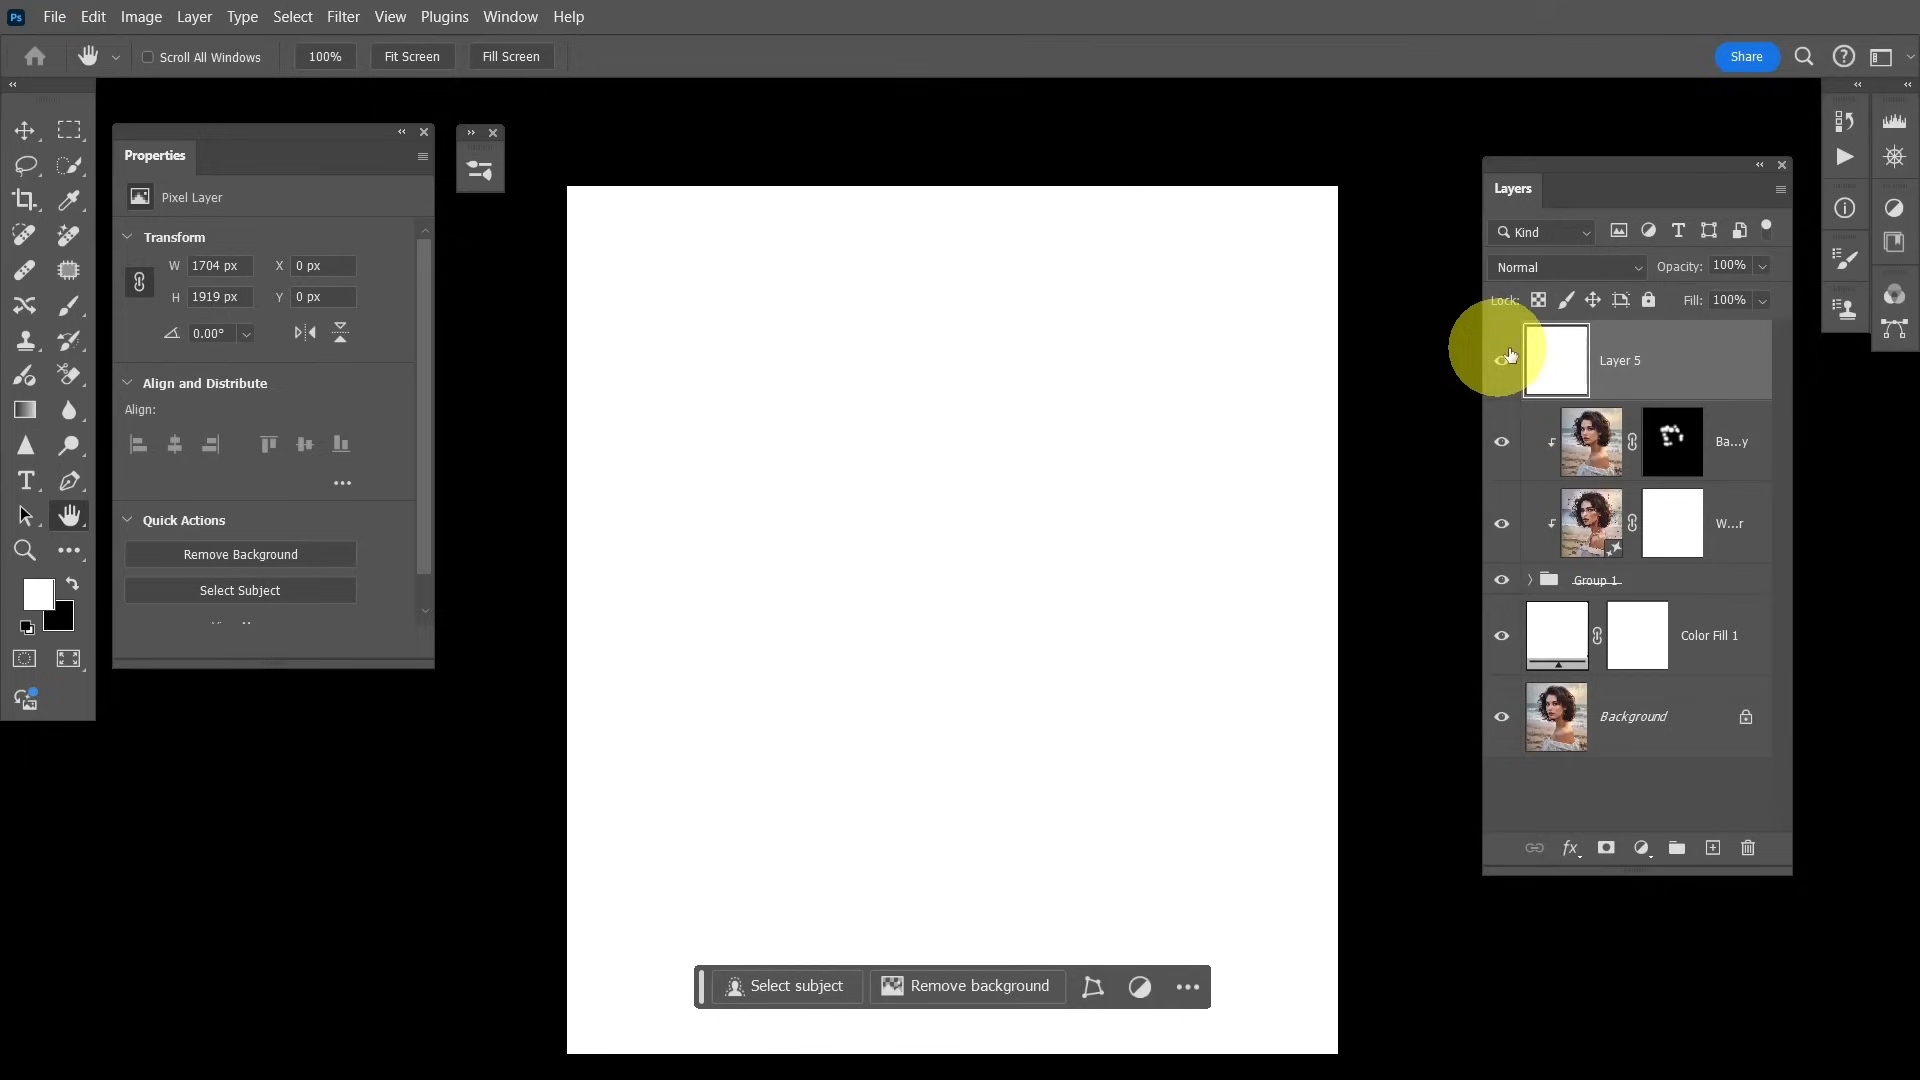 Ps File Edit Image Layer Type Select Filter View Plugins Window Help
Scroll All Windows 100% Fit Screen Fill Screen Share
Properties
Pixel Layer
Transform
W 1704 px X 0 px
H 1919 px Y 0 px
0.00°
Align and Distribute
Align:
Quick Actions
Remove Background
Select Subject
T
Select subject Remove background
Layers
Kind T
Normal Opacity: 100%
Lock: Fill: 100%
Layer 5
Ba...y
W...r
Group 1
Color Fill 1
Background
fx